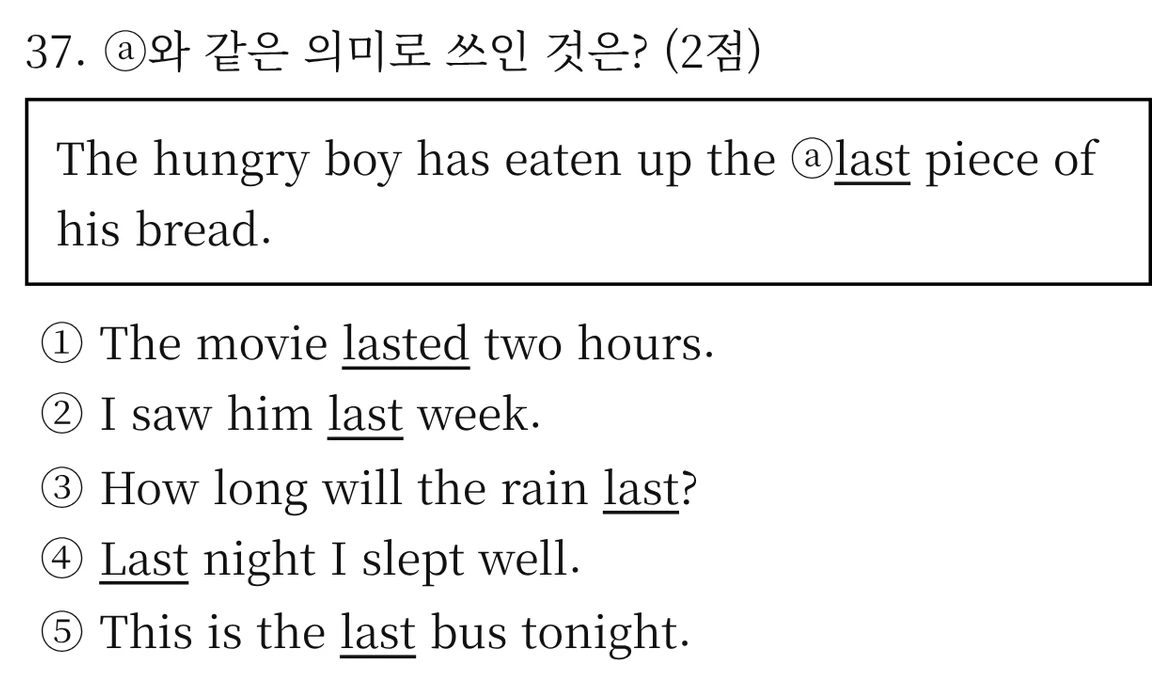 37. ⓐ와 같은 의미로 쓰인 것은? (2점)
The hungry boy has eaten up the ⓐlast piece of
his bread.
① The movie lasted two hours.
② I saw him last week.
③ How long will the rain last?
④ Last night I slept well.
⑤ This is the last bus tonight.